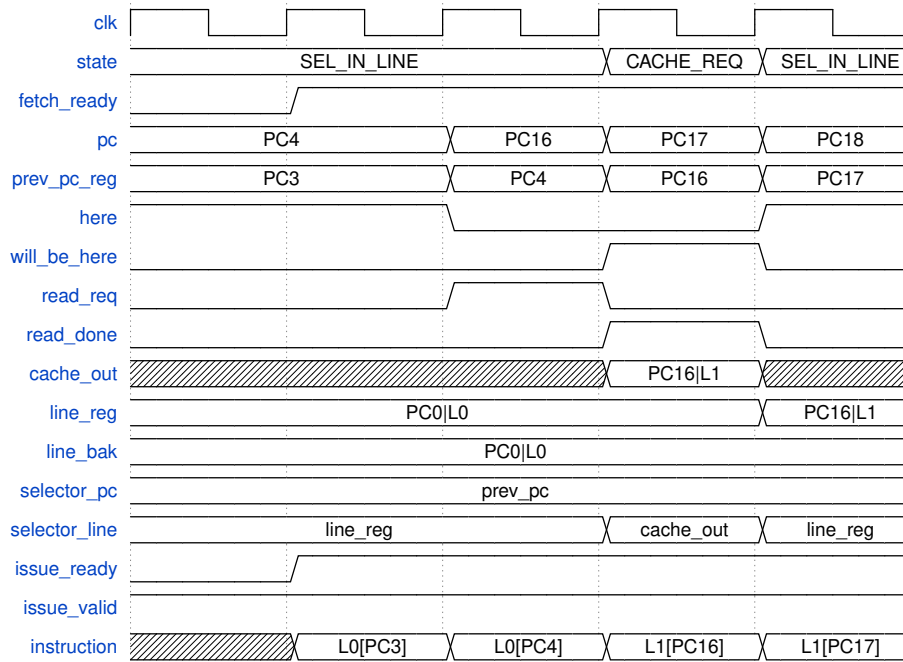 clk
state SEL_IN_LINE CACHE_REQ SEL_IN_LINE
fetch_ready
pc PC4 PC16 PC17 PC18
prev_pc_reg PC3 PC4 PC16 PC17
here
will_be_here
read_req
read_done
cache_out PC16|L1
line_reg PC0|L0 PC16|L1
line_bak PC0|L0
selector_pc prev_pc
selector_line line_reg cache_out line_reg
issue_ready
issue_valid
instruction L0[PC3] L0[PC4] L1[PC16] L1[PC17]